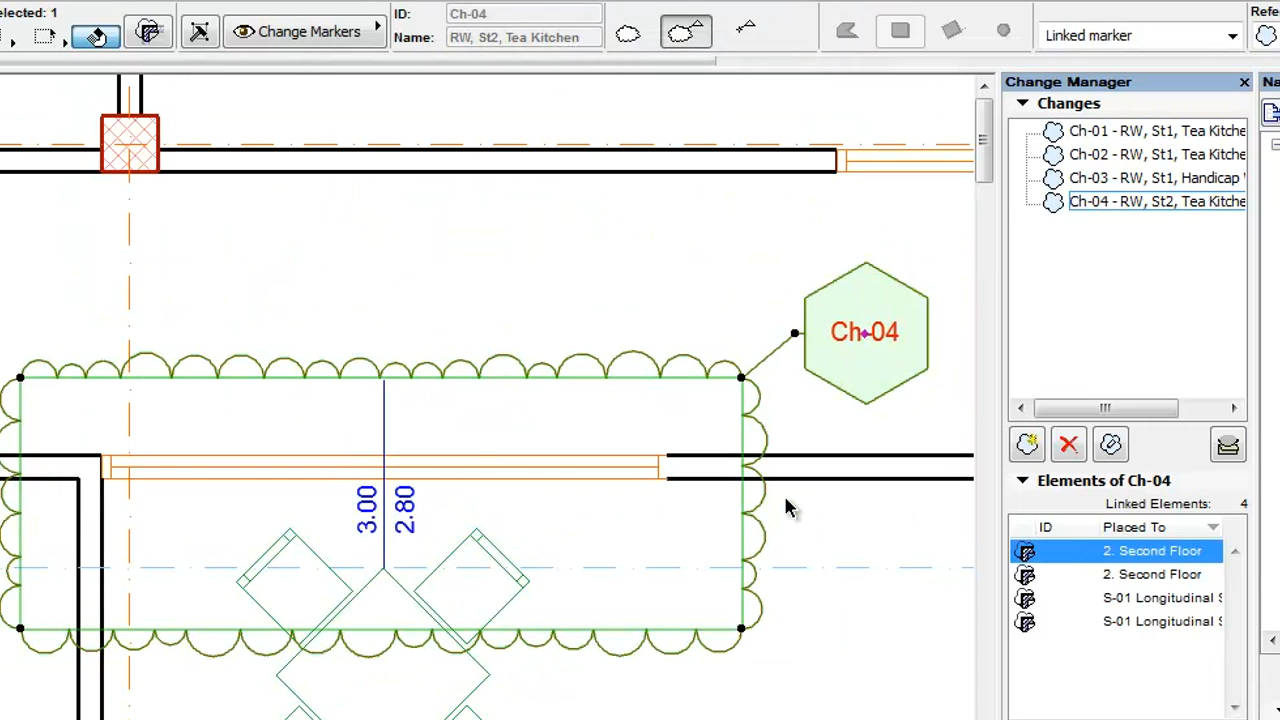 elected: 1
Change Markers
ID:
Ch-04
Name:
RW, St2, Tea Kitchen
Linked marker
Refe
Change Manager
Na
Changes
Ch-01 - RW, St1, Tea Kitche
Ch-02 - RW, St1, Tea Kitche
Ch-03 - RW, St1, Handicap
Ch-04 - RW, St2, Tea Kitche
Ch-04
3.00
2.80
Elements of Ch-04
Linked Elements: 4
ID Placed To
2. Second Floor
2. Second Floor
S-01 Longitudinal S
S-01 Longitudinal S